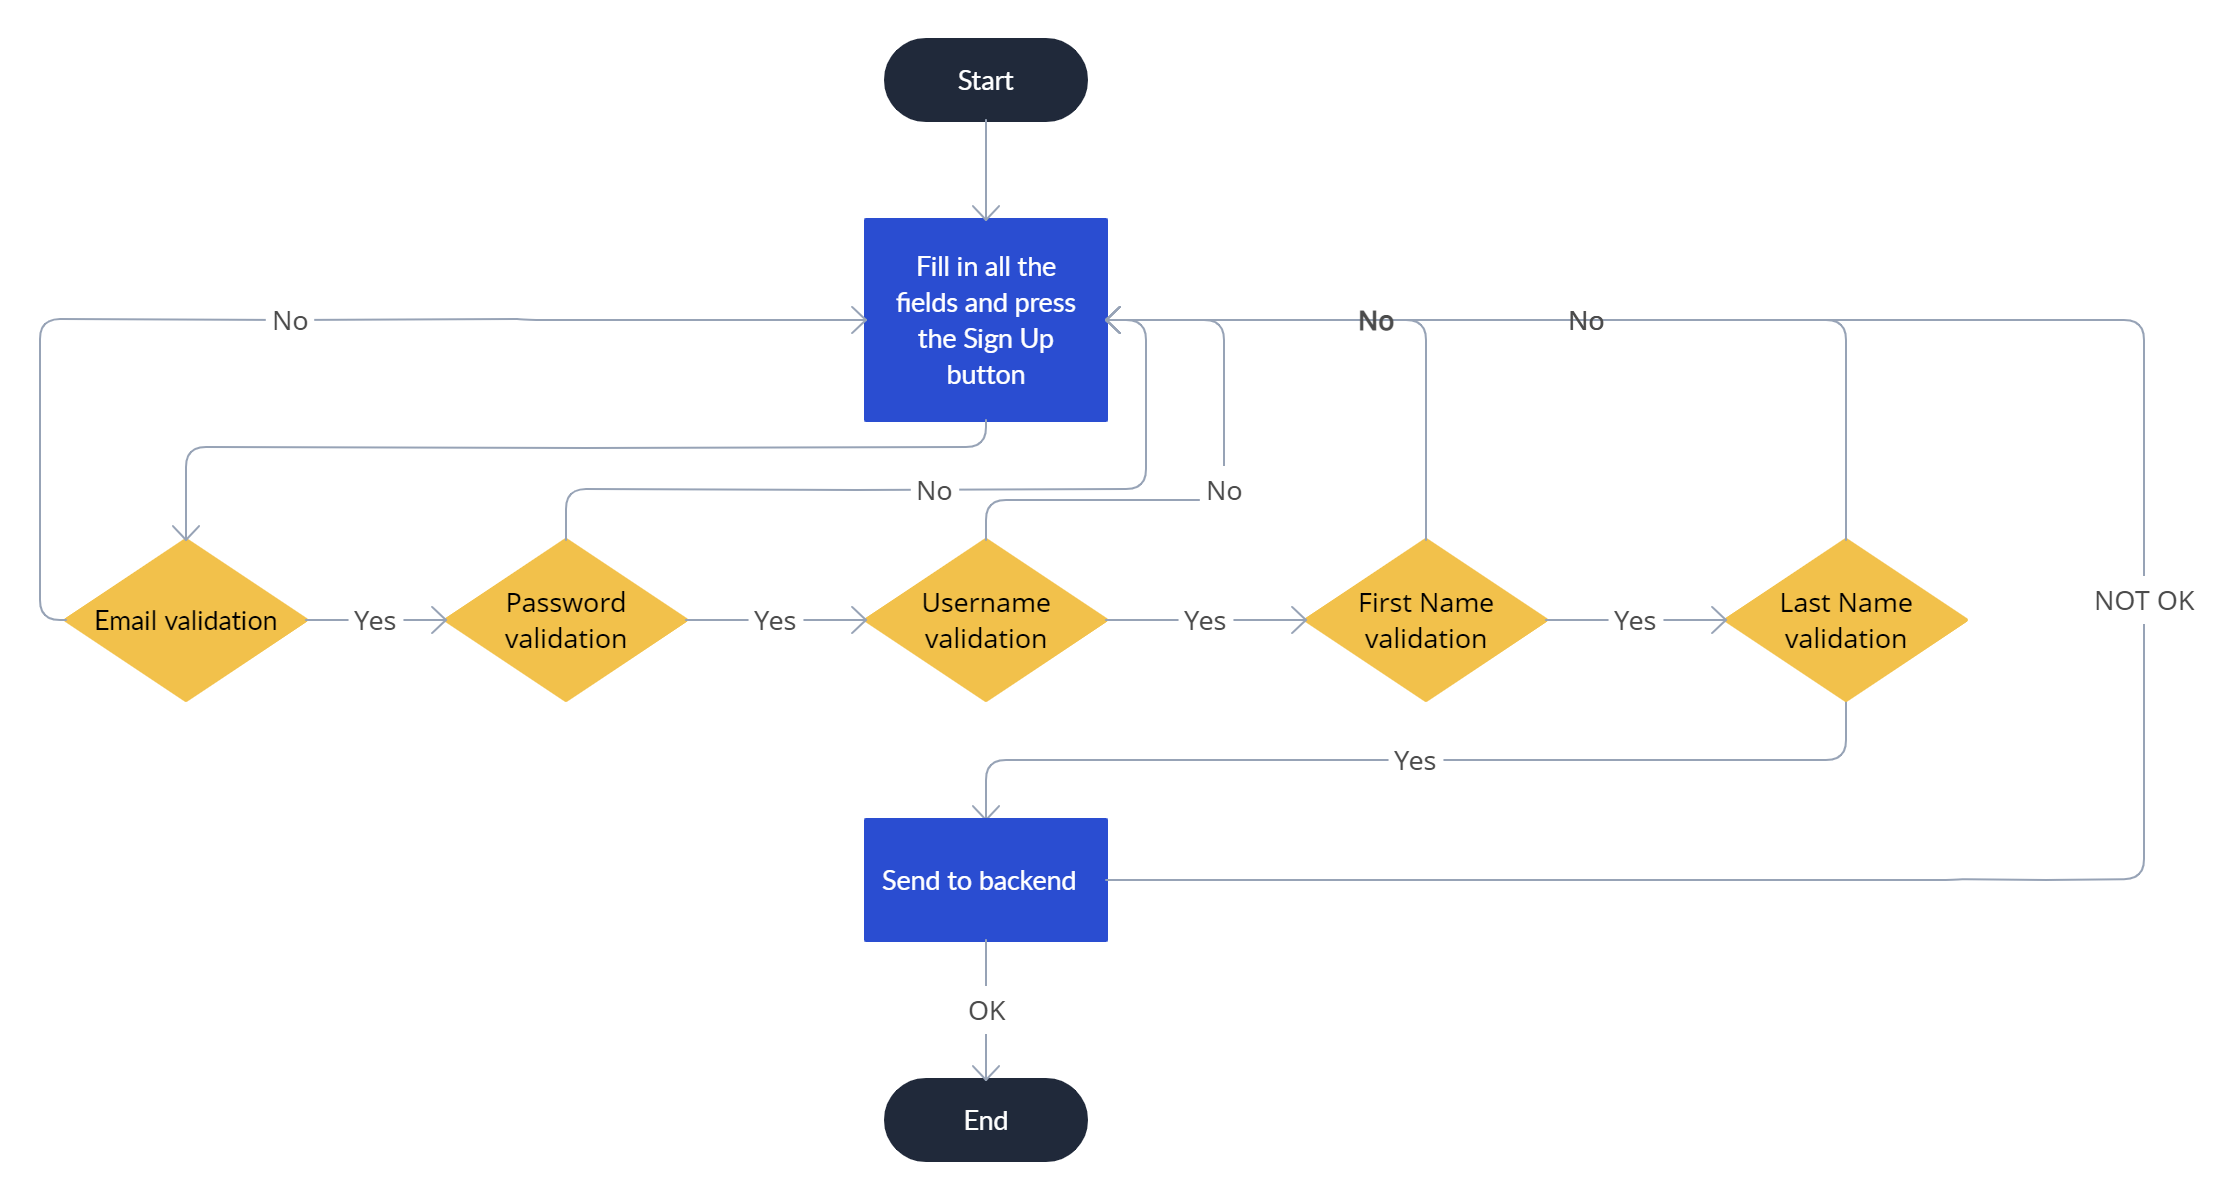 Start
Fill in all the
fields and press
the Sign Up
button
No
No
No
No
No
Email validation
Yes
Password
validation
Yes
Username
validation
Yes
First Name
validation
Yes
Last Name
validation
NOT OK
Yes
Send to backend
OK
End